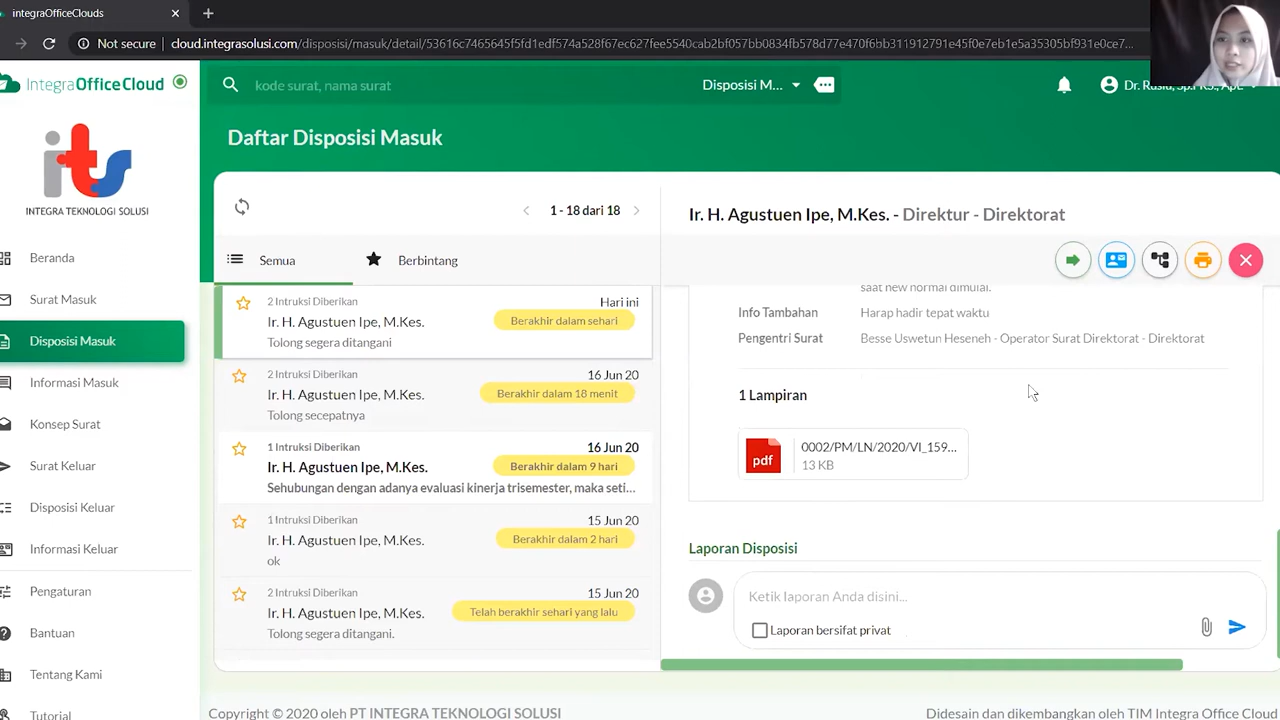 integraOfficeClouds
Not secure
cloud.integrasolusi.com/disposisi/masuk/detail/53616c7465645f5fd1edf574a528f67ec627fee5540cab2bf057bb0834fb578d77e470f6bb311912791e45f0e7eb1e5a35305bf931e0ce7...
IntegraOfficeCloud
kode surat, nama surat
Disposisi M...
its
INTEGRA TEKNOLOGI SOLUSI
Beranda
Surat Masuk
Disposisi Masuk
Informasi Masuk
Konsep Surat
Surat Keluar
Disposisi Keluar
Informasi Keluar
Pengaturan
Bantuan
Tentang Kami
Tutorial
Daftar Disposisi Masuk
1 - 18 dari 18
Semua
Berbintang
2 Intruksi Diberikan
Hari ini
Ir. H. Agustuen Ipe, M.Kes.
Berakhir dalam sehari
Tolong segera ditangani
2 Intruksi Diberikan
16 Jun 20
Ir. H. Agustuen Ipe, M.Kes.
Berakhir dalam 18 menit
Tolong secepatnya
1 Intruksi Diberikan
16 Jun 20
Ir. H. Agustuen Ipe, M.Kes.
Berakhir dalam 9 hari
Sehubungan dengan adanya evaluasi kinerja trisemester, maka seti...
1 Intruksi Diberikan
15 Jun 20
Ir. H. Agustuen Ipe, M.Kes.
Berakhir dalam 2 hari
ok
2 Intruksi Diberikan
15 Jun 20
Ir. H. Agustuen Ipe, M.Kes.
Telah berakhir sehari yang lalu
Tolong segera ditangani.
Ir. H. Agustuen Ipe, M.Kes. - Direktur - Direktorat
saat new normal dimulai.
Info Tambahan
Harap hadir tepat waktu
Pengentri Surat
Besse Uswetun Heseneh - Operator Surat Direktorat - Direktorat
1 Lampiran
pdf
0002/PM/LN/2020/VI_159...
13 KB
Laporan Disposisi
Ketik laporan Anda disini...
Laporan bersifat privat
Copyright © 2020 oleh PT INTEGRA TEKNOLOGI SOLUSI
Didesain dan dikembangkan oleh TIM Integra Office Cloud